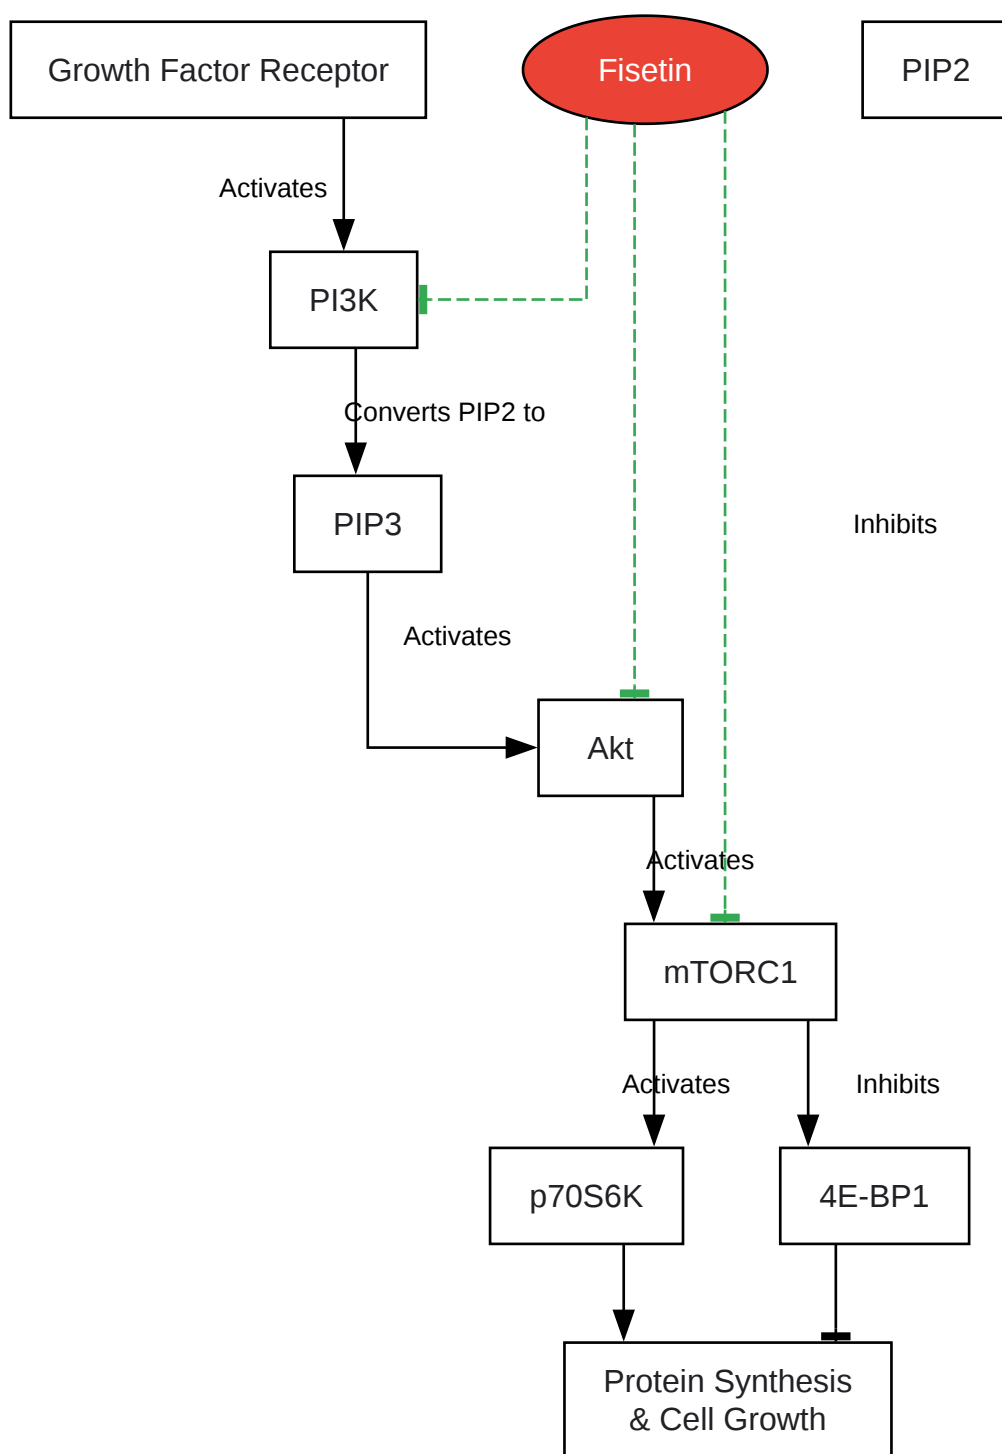 Growth Factor Receptor
Fisetin
PIP2
Activates
PI3K
Converts PIP2 to
PIP3
Inhibits
Activates
Akt
Activates
mTORC1
Activates
Inhibits
p70S6K
4E-BP1
Protein Synthesis
& Cell Growth